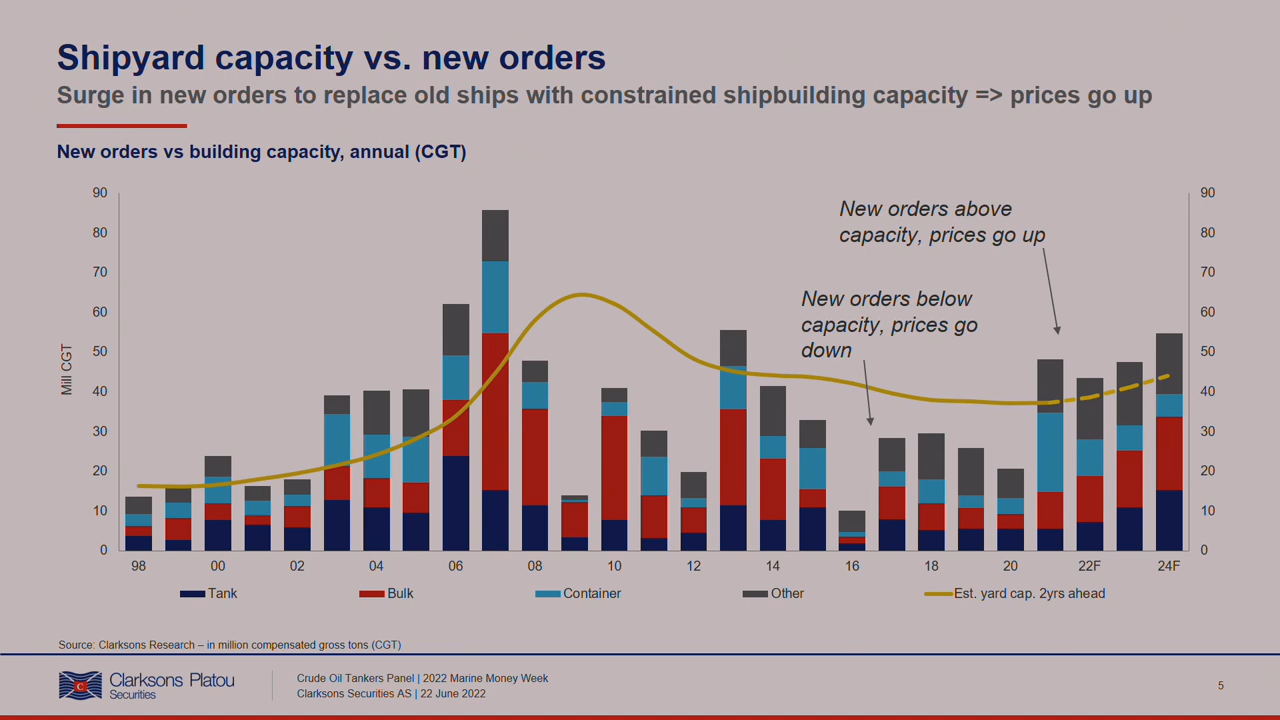 Shipyard capacity vs. new orders
Surge in new orders to replace old ships with constrained shipbuilding capacity => prices go up
New orders vs building capacity, annual (CGT)
90
80
70
60
50
40
30
20
10
0
Mill CGT
New orders above
capacity, prices go up
New orders below
capacity, prices go
down
90
80
70
60
50
40
30
20
10
0
98 00 02 04 06 08 10 12 14 16 18 20 22F 24F
Tank Bulk Container Other Est. yard cap. 2yrs ahead
Source: Clarksons Research – in million compensated gross tons (CGT)
C
Clarksons Platou
Securities
Crude Oil Tankers Panel | 2022 Marine Money Week
Clarksons Securities AS | 22 June 2022
5